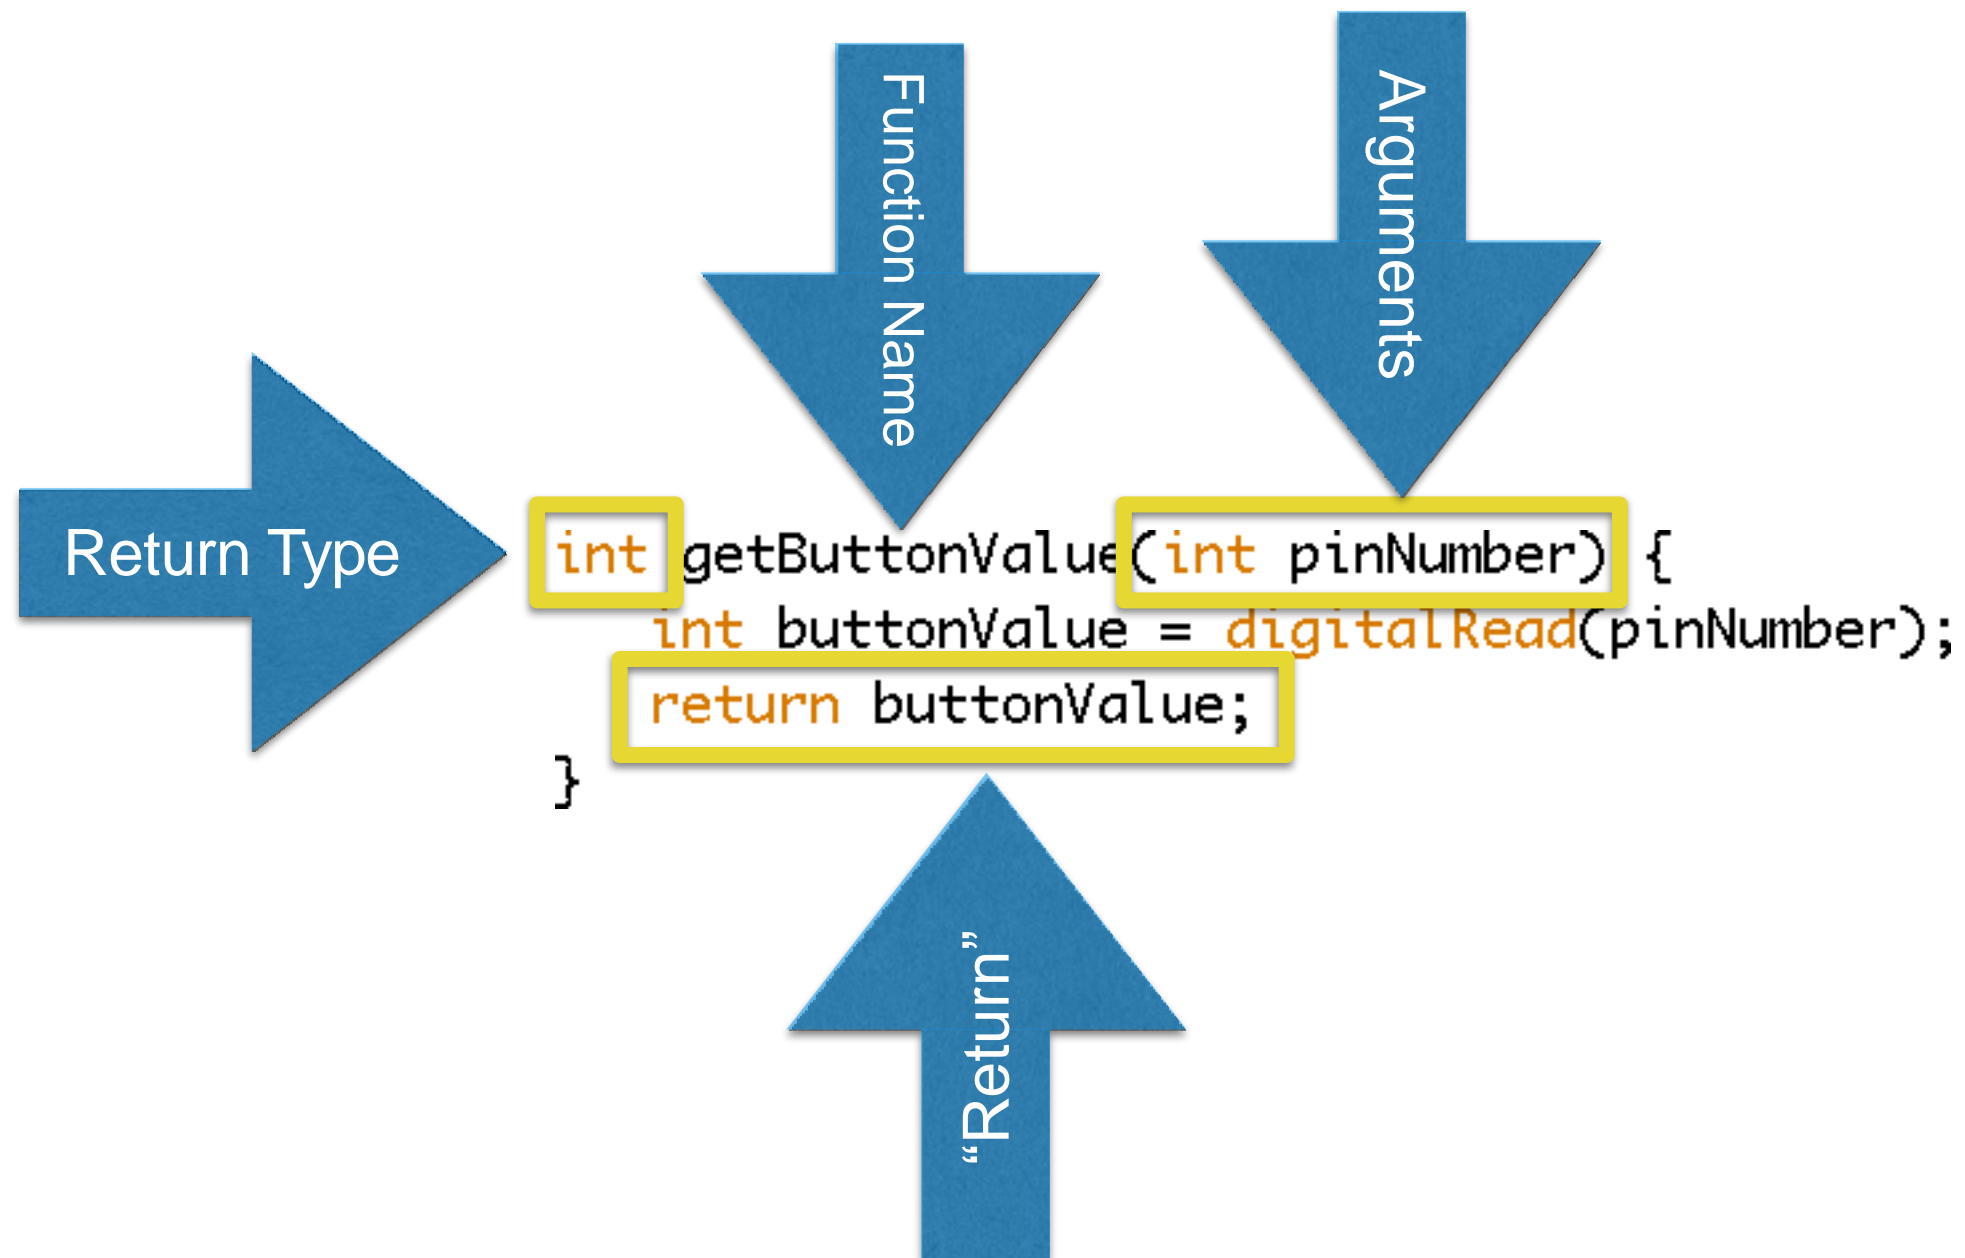 Function Name
Arguments
Return Type
int getButtonValue(int pinNumber) {
int buttonValue = digitalRead(pinNumber);
return buttonValue;
}
“Return”